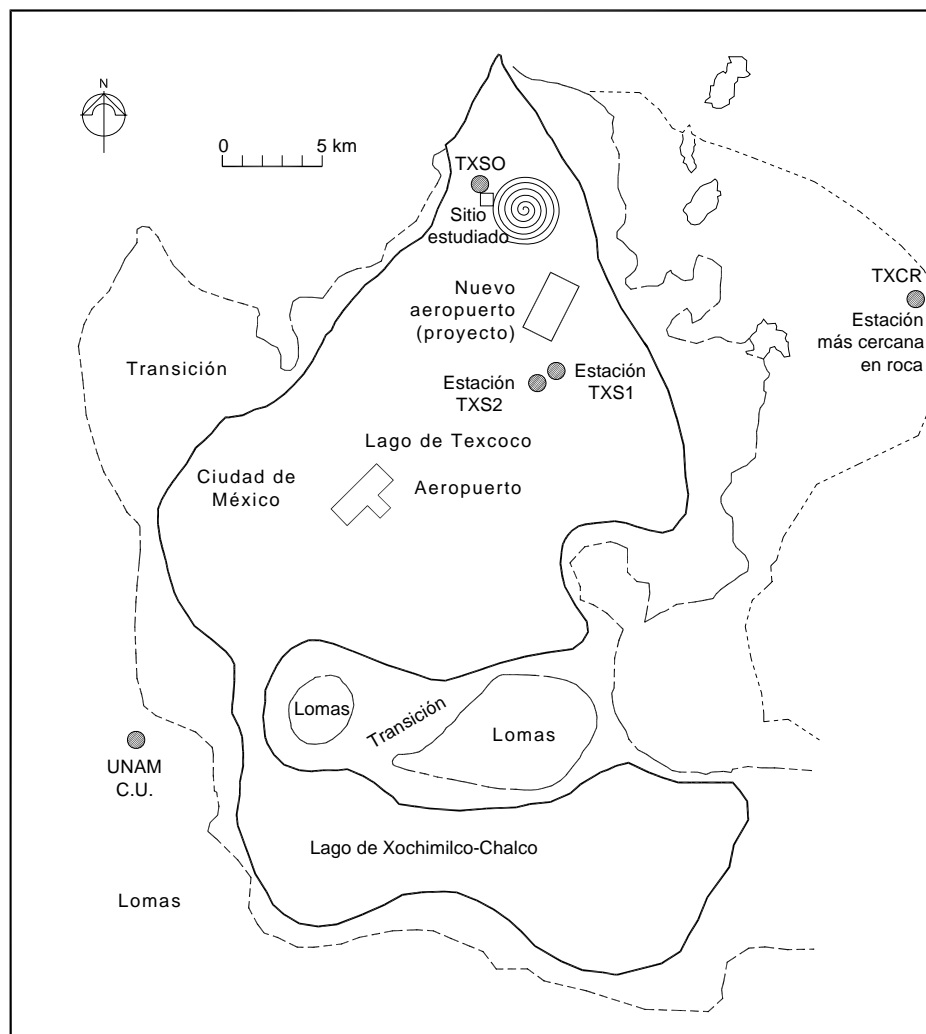 N
0 5 km
TXSO
Sitio
estudiado
TXCR
Estación
más cercana
en roca
Nuevo
aeropuerto
(proyecto)
Transición
Estación
TXS2
Estación
TXS1
Lago de Texcoco
Ciudad de
México
Aeropuerto
Lomas
Transición
Lomas
UNAM
C.U.
Lago de Xochimilco-Chalco
Lomas